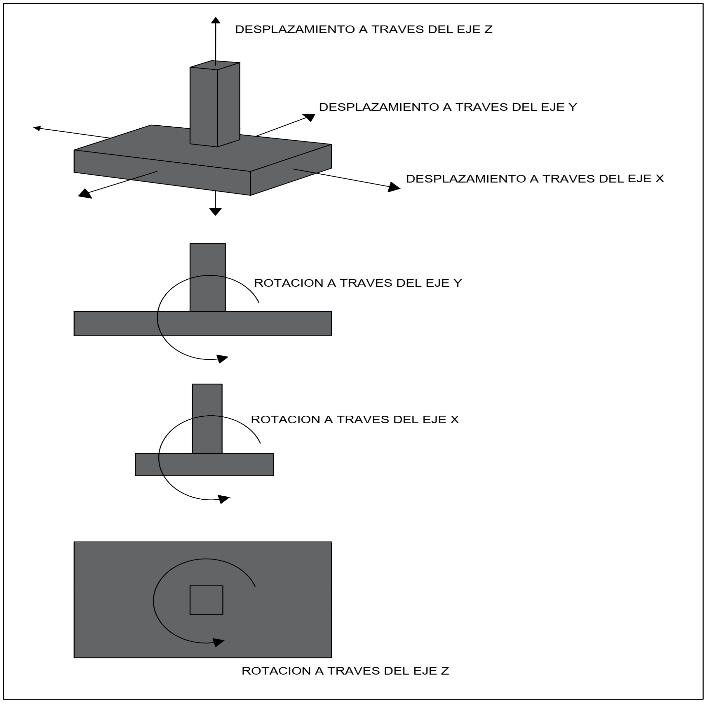 DESPLAZAMIENTO A TRAVES DEL EJE Z
DESPLAZAMIENTO A TRAVES DEL EJE Y
DESPLAZAMIENTO A TRAVES DEL EJE X
ROTACION A TRAVES DEL EJE Y
ROTACION A TRAVES DEL EJE X
ROTACION A TRAVES DEL EJE Z